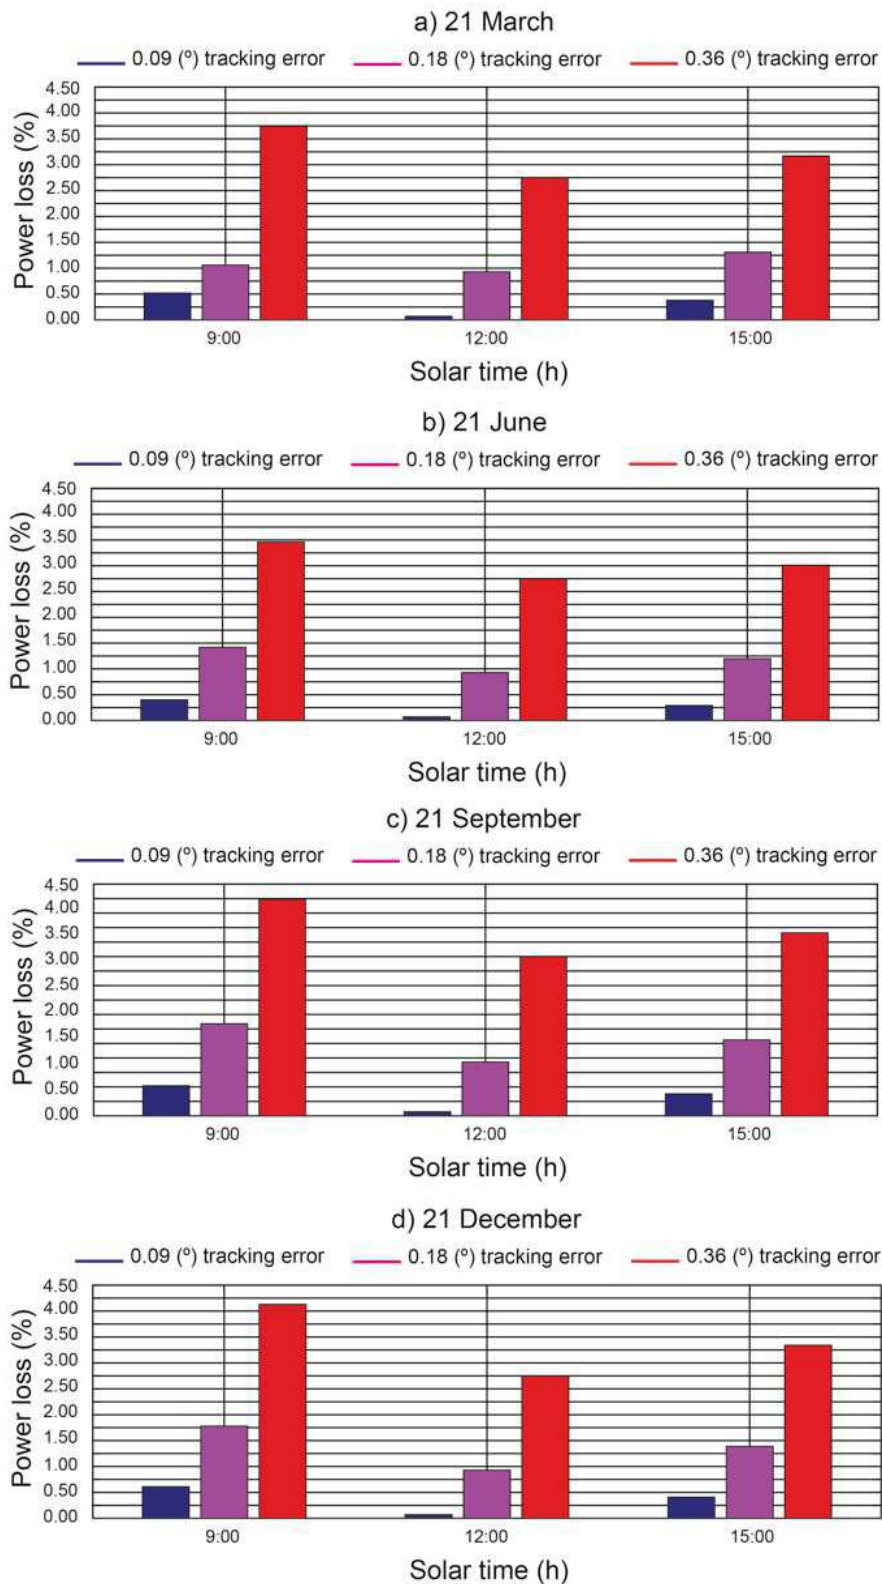 a) 21 March
0.09 (º) tracking error 0.18 (º) tracking error 0.36 (º) tracking error
Power loss (%)
4.50
4.00
3.50
3.00
2.50
2.00
1.50
1.00
0.50
0.00
9:00 12:00 15:00
Solar time (h)
b) 21 June
0.09 (º) tracking error 0.18 (º) tracking error 0.36 (º) tracking error
Power loss (%)
4.50
4.00
3.50
3.00
2.50
2.00
1.50
1.00
0.50
0.00
9:00 12:00 15:00
Solar time (h)
c) 21 September
0.09 (º) tracking error 0.18 (º) tracking error 0.36 (º) tracking error
Power loss (%)
4.50
4.00
3.50
3.00
2.50
2.00
1.50
1.00
0.50
0.00
9:00 12:00 15:00
Solar time (h)
d) 21 December
0.09 (º) tracking error 0.18 (º) tracking error 0.36 (º) tracking error
Power loss (%)
4.50
4.00
3.50
3.00
2.50
2.00
1.50
1.00
0.50
0.00
9:00 12:00 15:00
Solar time (h)